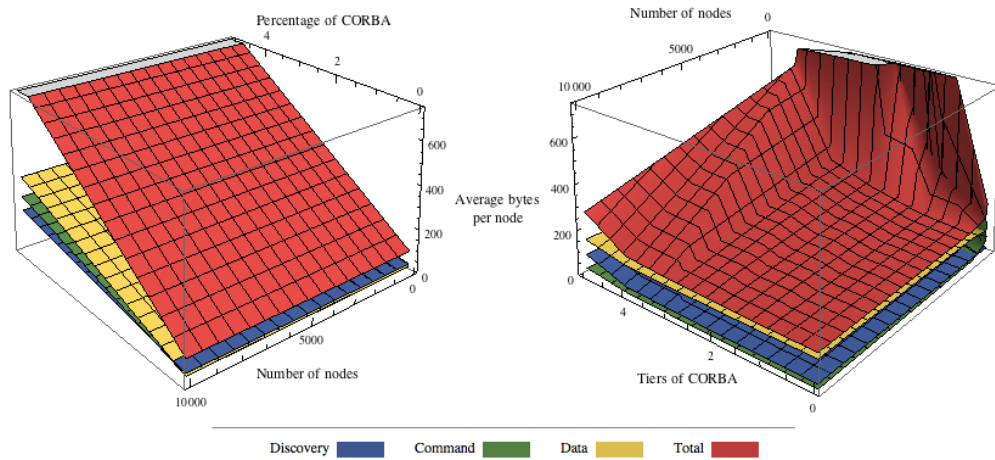 Percentage of CORBA
4
2
0
600
400
200
0
0
5000
10000
Number of nodes
Average bytes
per node
Number of nodes
0
5000
10000
600
400
200
0
4
2
0
Tiers of CORBA
Discovery Command Data Total